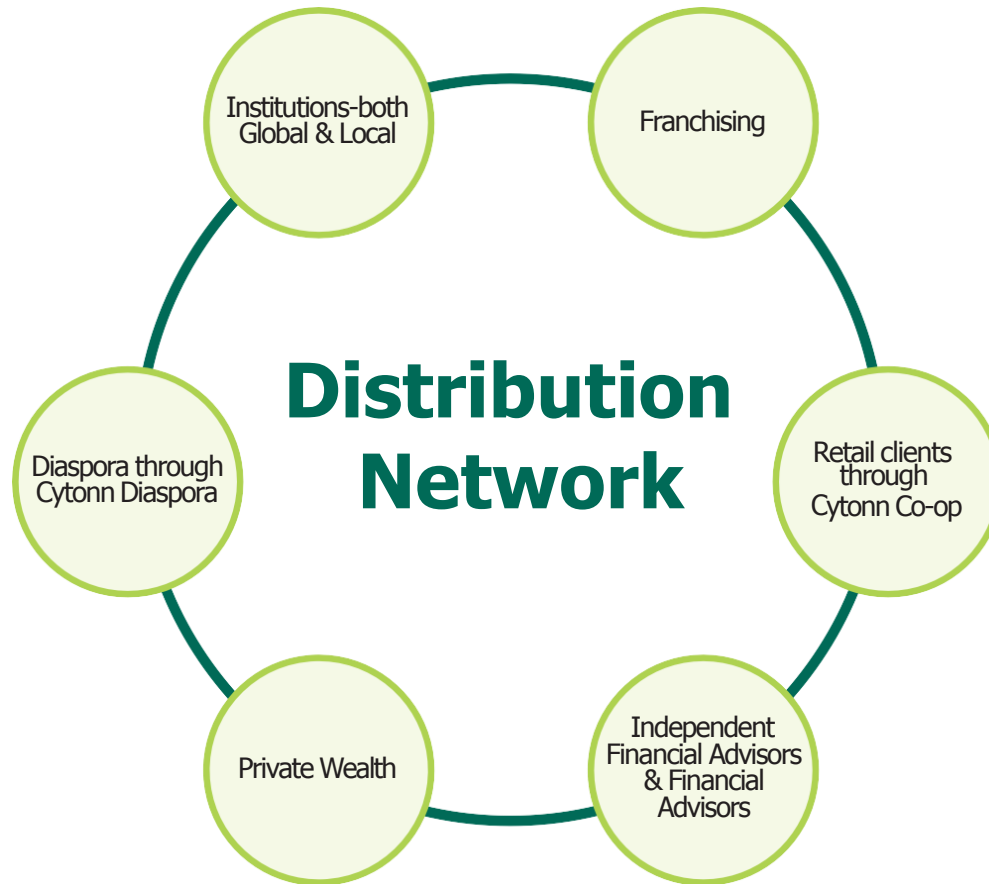 Institutions-both
Global & Local
Franchising
Distribution
Network
Diaspora through
Cytonn Diaspora
Retail clients
through
Cytonn Co-op
Private Wealth
Independent
Financial Advisors
& Financial
Advisors